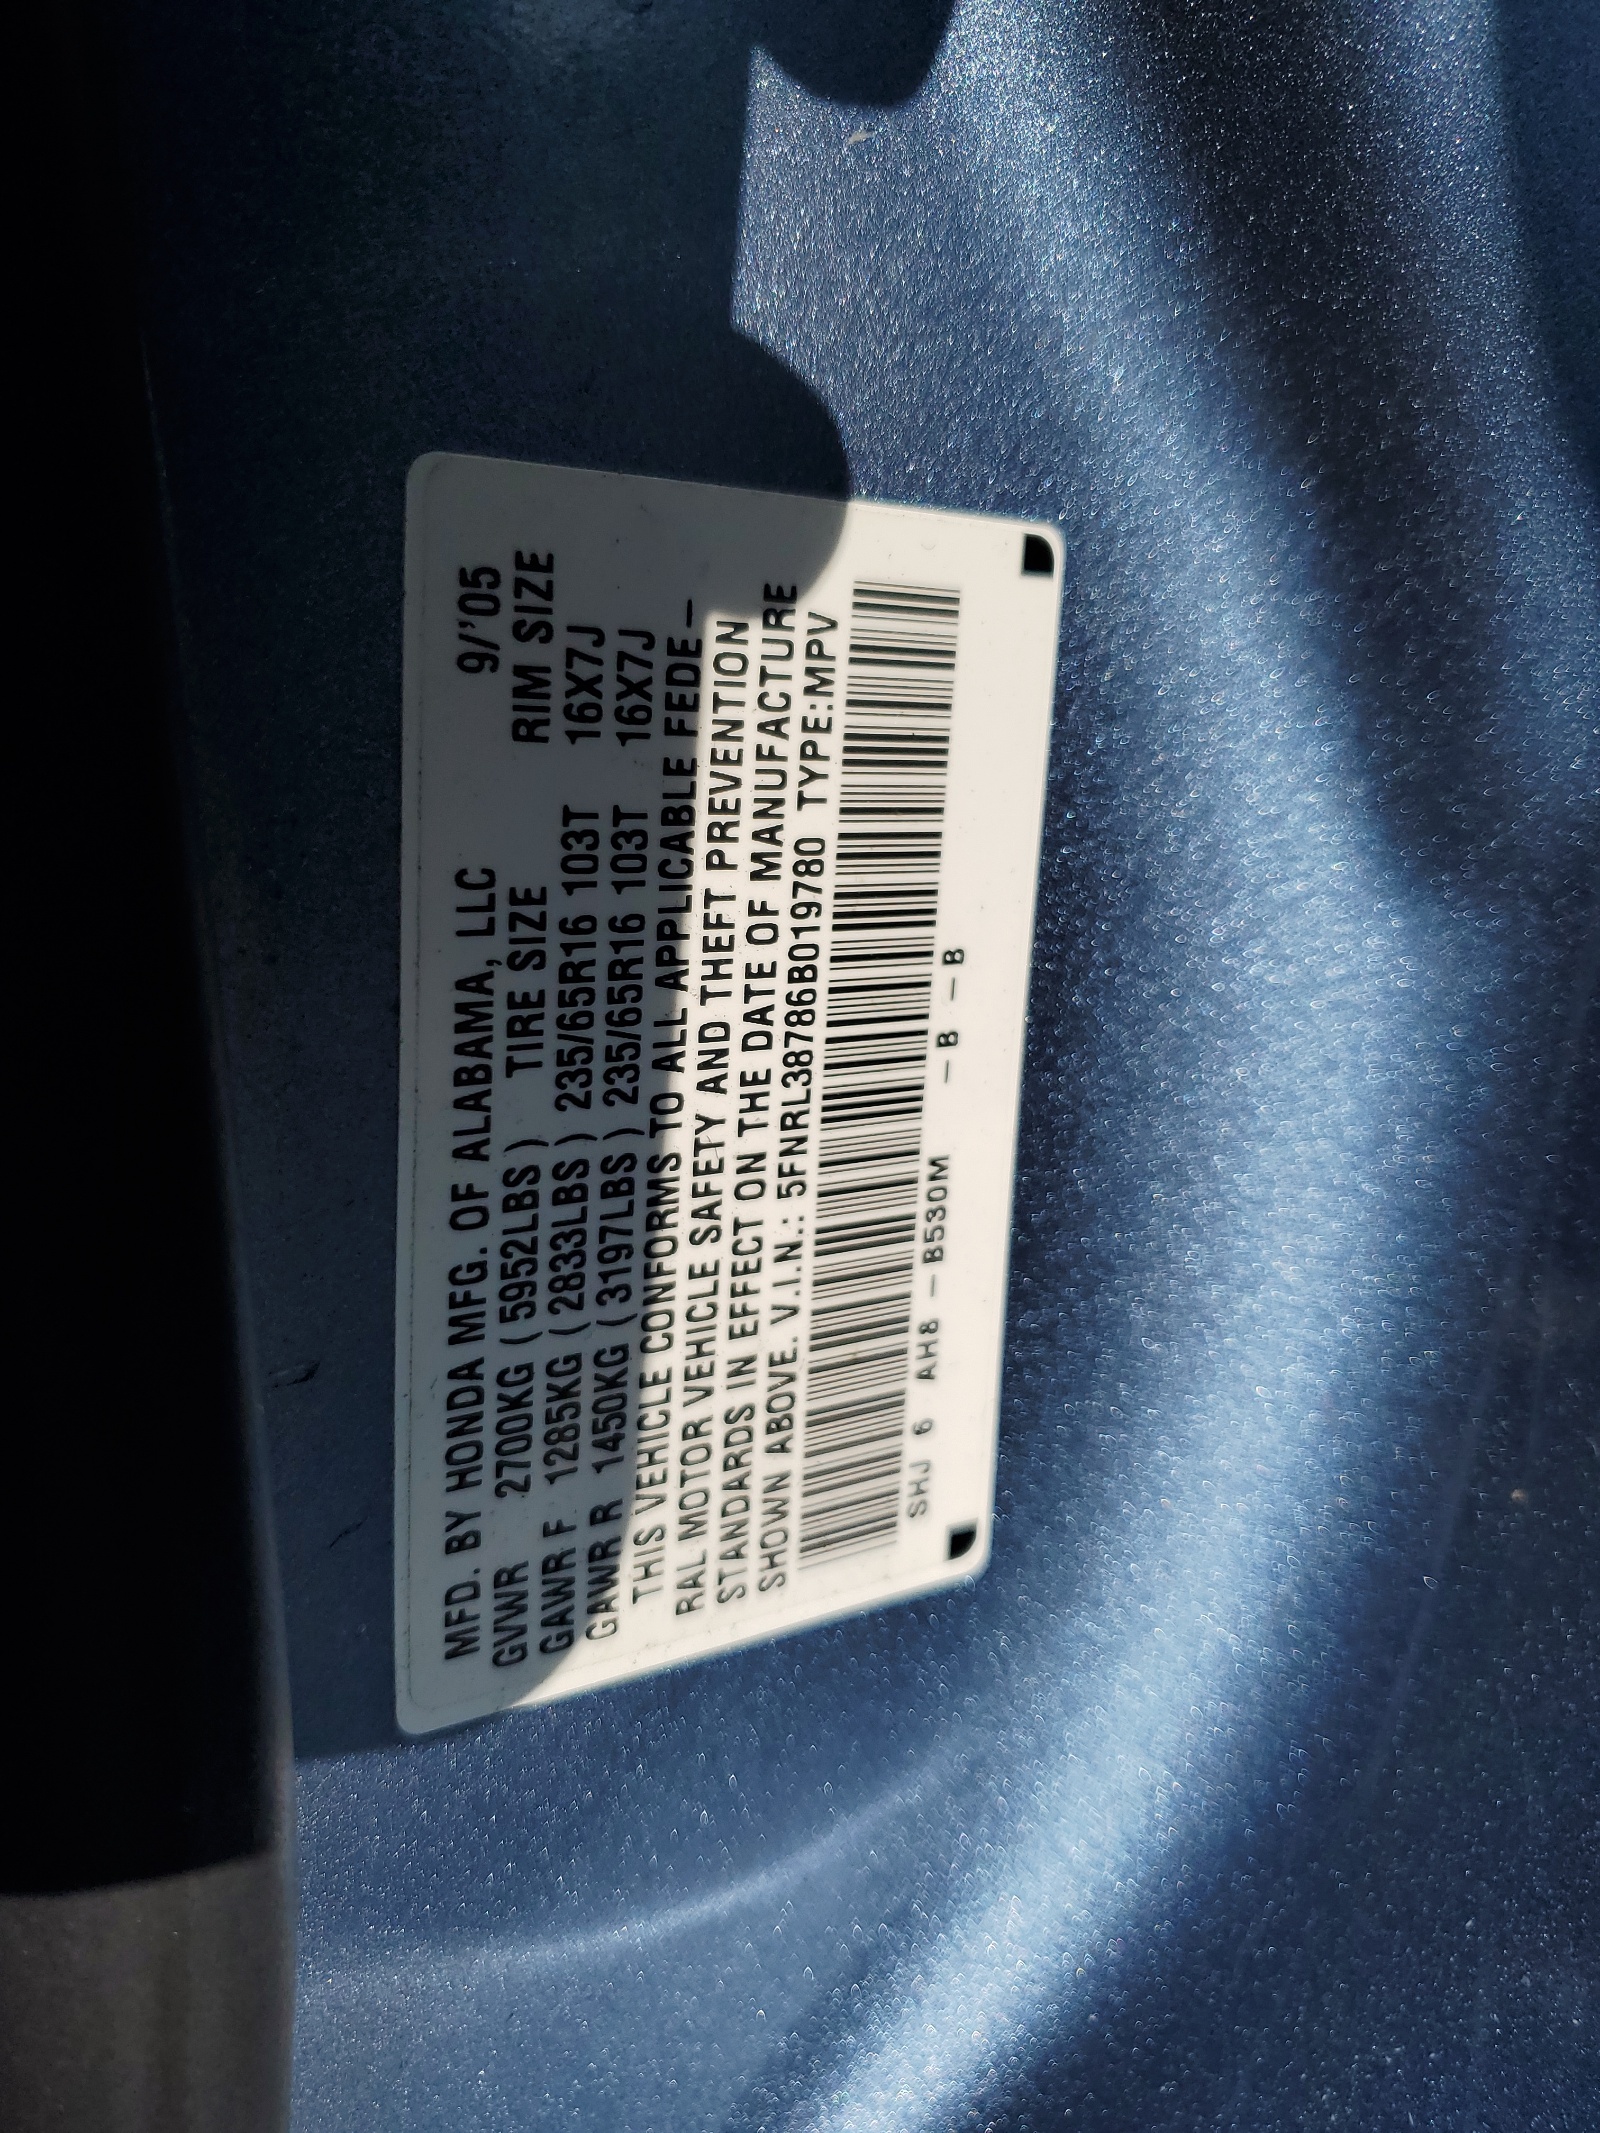 MFD. BY HONDA MFG. OF ALABAMA, LLC 9/'05
GVWR 2700KG ( 5952LBS ) TIRE SIZE RIM SIZE
GAWR F 1285KG ( 2833LBS ) 235/65R16 103T 16X7J
GAWR R 1450KG ( 3197LBS ) 235/65R16 103T 16X7J
THIS VEHICLE CONFORMS TO ALL APPLICABLE FEDE–
RAL MOTOR VEHICLE SAFETY AND THEFT PREVENTION
STANDARDS IN EFFECT ON THE DATE OF MANUFACTURE
SHOWN ABOVE. V.I.N.: 5FNRL38786B019780 TYPE:MPV
SHJ 6 AH8 – B530M – B – B